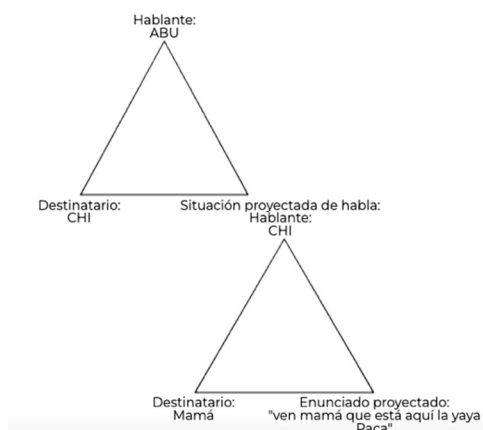 Hablante:
ABU
Destinatario:
CHI
Situación proyectada de habla:
Hablante:
CHI
Destinatario:
Mamá
Enunciado proyectado:
"ven mamá que está aquí la yaya
Paca"